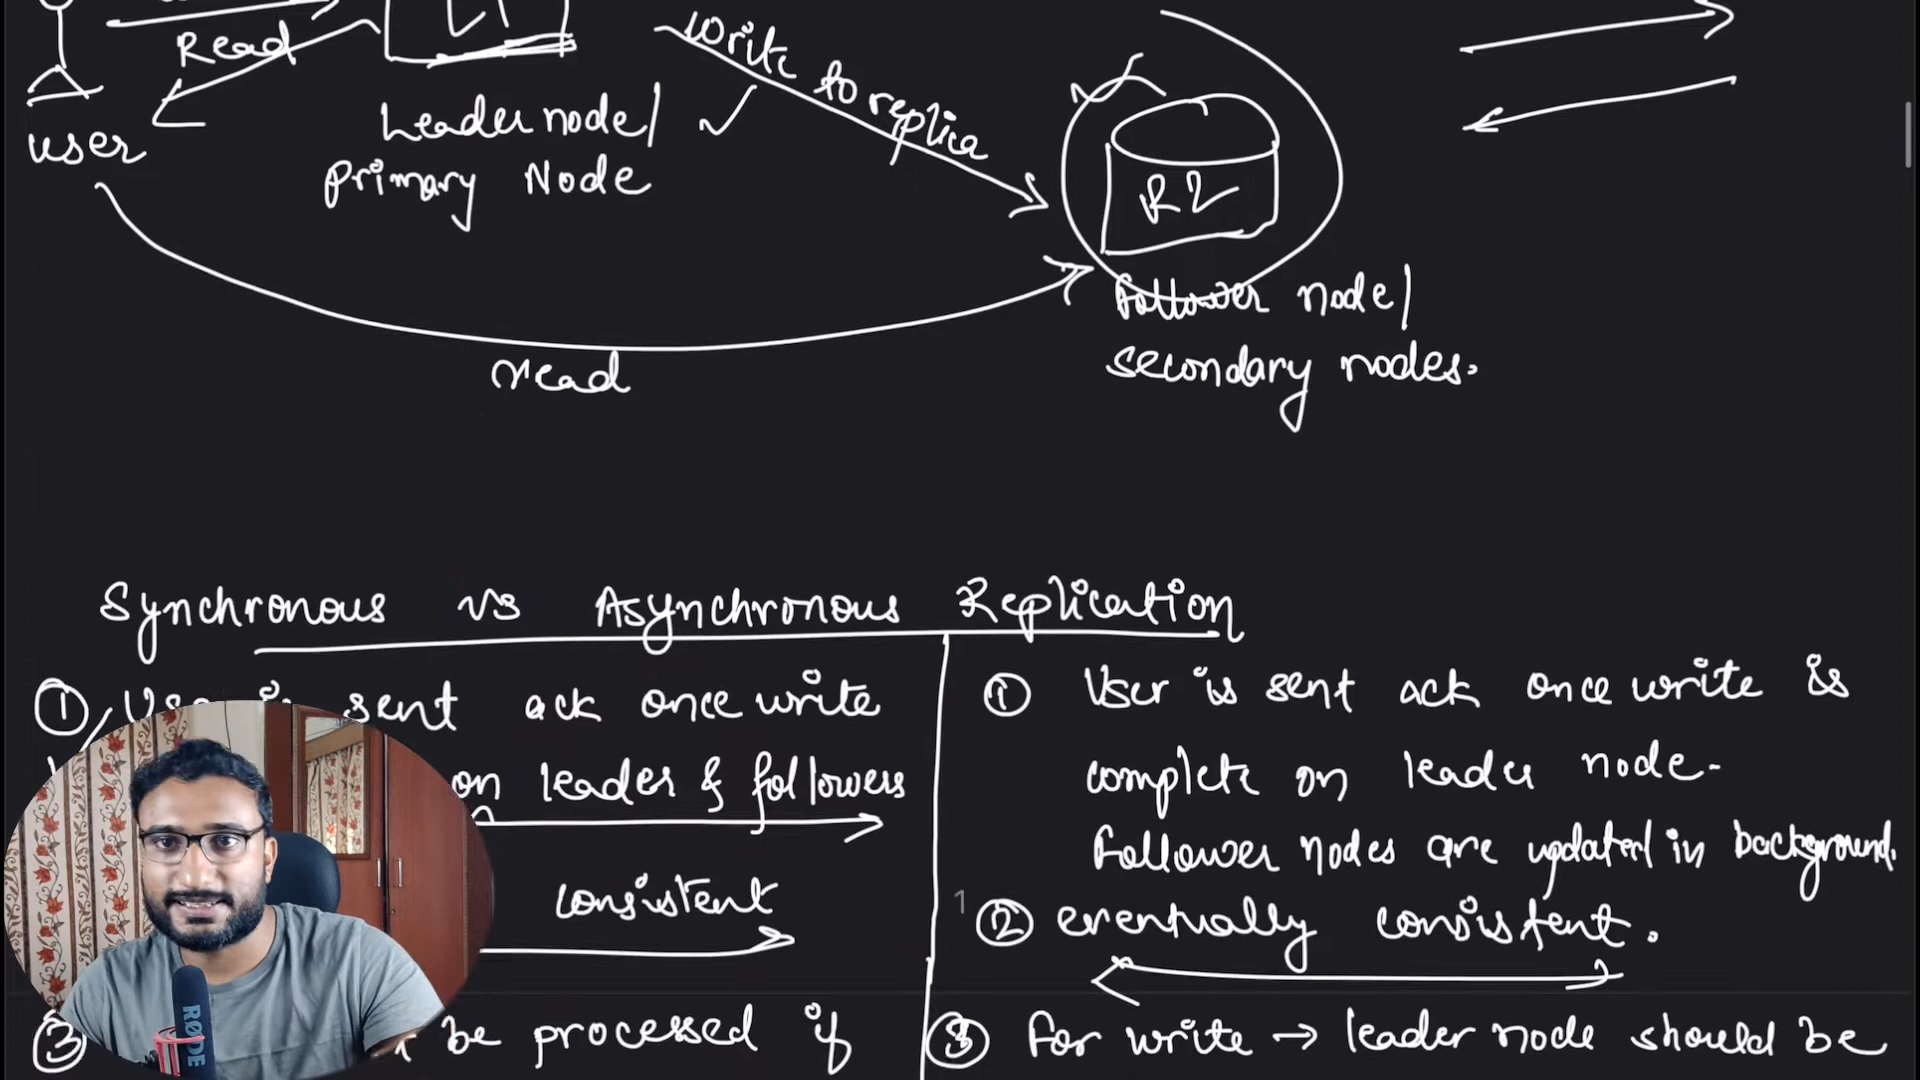 Read
L1
Write to replica
user
Leader node/
primary Node
R2
follower node/
secondary nodes.
read
Synchronous vs Asynchronous Replication
① sent ack once write
on leader & followers
consistent
be processed if
① User is sent ack once write is
complete on leader node.
follower nodes are updated in background.
1
② eventually consistent.
③ for write → leader node should be
RØDE